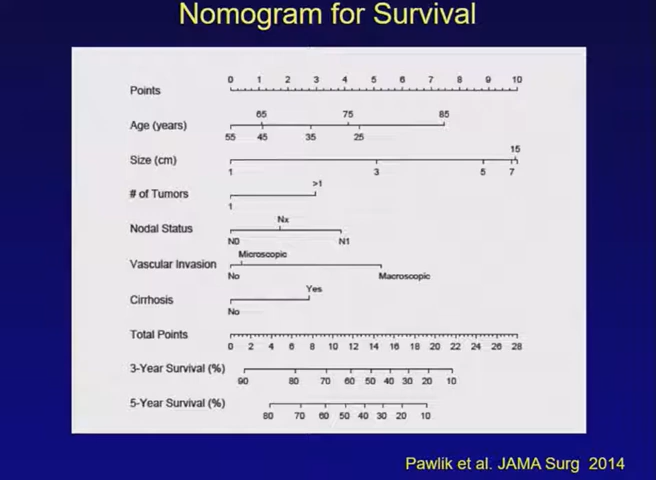 Nomogram for Survival
Points 0 1 2 3 4 5 6 7 8 9 10
65 75 85
Age (years)
55 45 35 25
15
Size (cm)
1 3 5 7
>1
# of Tumors
1
Nx
Nodal Status
N0 N1
Microscopic
Vascular Invasion
No Macroscopic
Yes
Cirrhosis
No
Total Points
0 2 4 6 8 10 12 14 16 18 20 22 24 26 28
3-Year Survival (%)
90 80 70 60 50 40 30 20 10
5-Year Survival (%)
80 70 60 50 40 30 20 10
Pawlik et al. JAMA Surg 2014